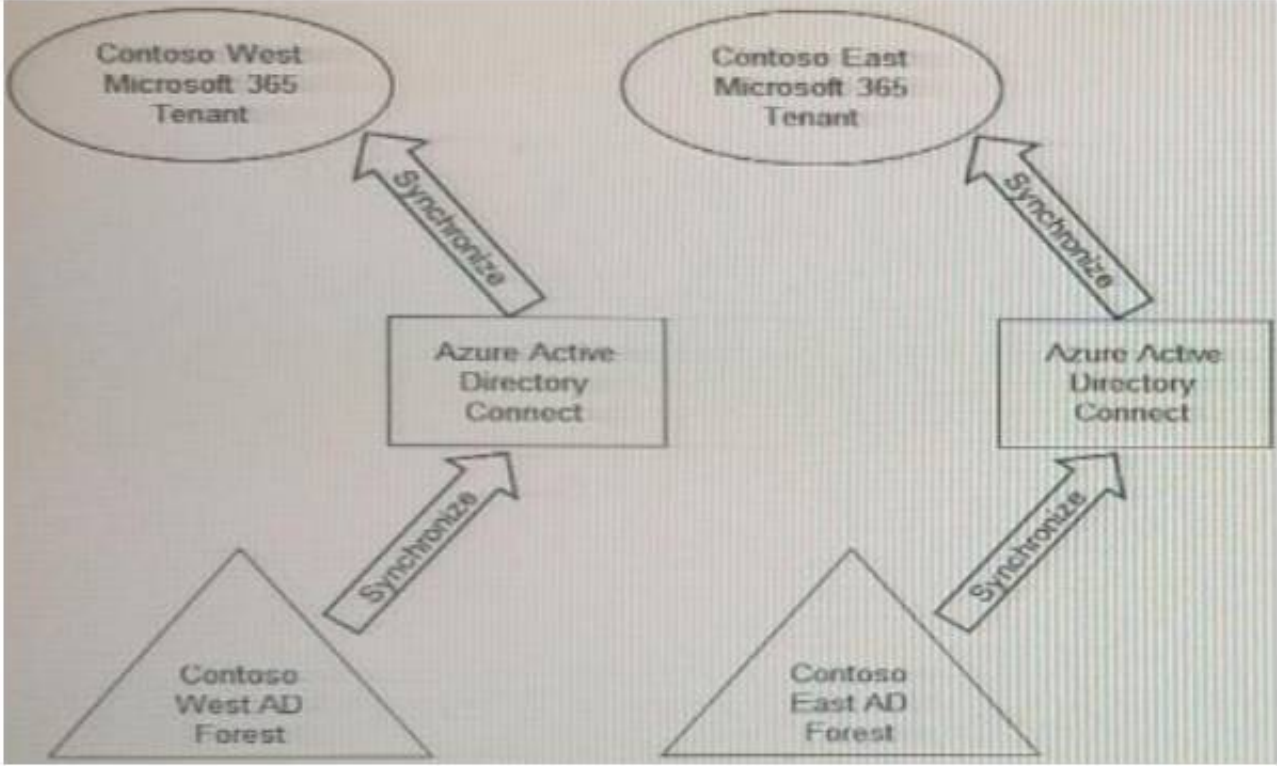 Contoso West
Microsoft 365
Tenant
Contoso East
Microsoft 365
Tenant
Synchronize
Synchronize
Azure Active
Directory
Connect
Azure Active
Directory
Connect
Synchronize
Synchronize
Contoso
West AD
Forest
Contoso
East AD
Forest